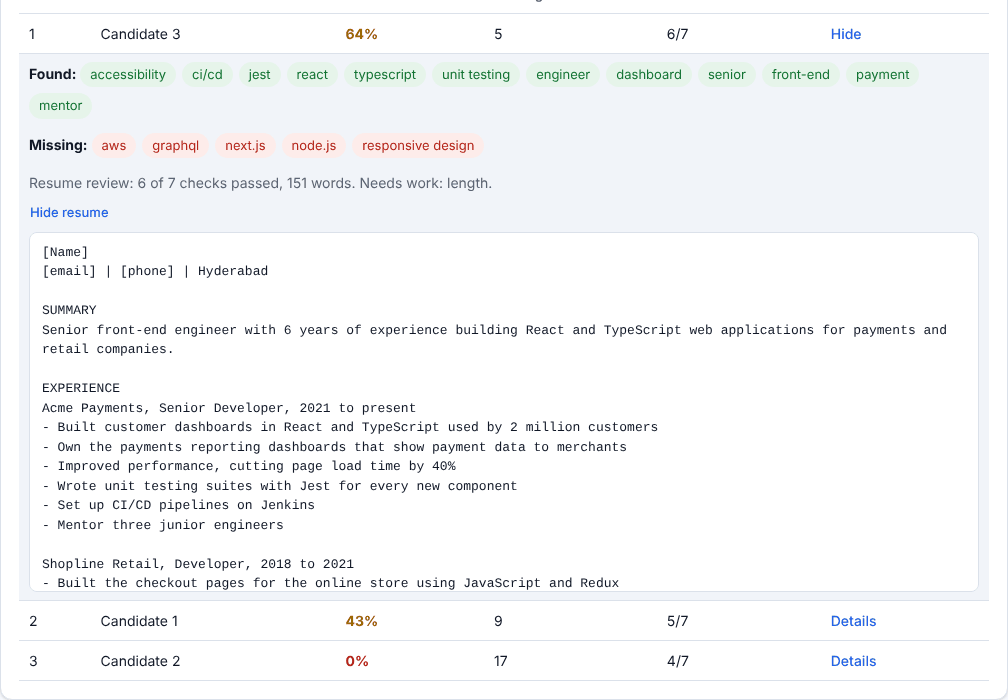 1 Candidate 3 64% 5 6/7 Hide
Found: accessibility ci/cd jest react typescript unit testing engineer dashboard senior front-end payment
mentor
Missing: aws graphql next.js node.js responsive design
Resume review: 6 of 7 checks passed, 151 words. Needs work: length.
Hide resume
[Name]
[email] | [phone] | Hyderabad
SUMMARY
Senior front-end engineer with 6 years of experience building React and TypeScript web applications for payments and
retail companies.
EXPERIENCE
Acme Payments, Senior Developer, 2021 to present
- Built customer dashboards in React and TypeScript used by 2 million customers
- Own the payments reporting dashboards that show payment data to merchants
- Improved performance, cutting page load time by 40%
- Wrote unit testing suites with Jest for every new component
- Set up CI/CD pipelines on Jenkins
- Mentor three junior engineers
Shopline Retail, Developer, 2018 to 2021
- Built the checkout pages for the online store using JavaScript and Redux
2 Candidate 1 43% 9 5/7 Details
3 Candidate 2 0% 17 4/7 Details